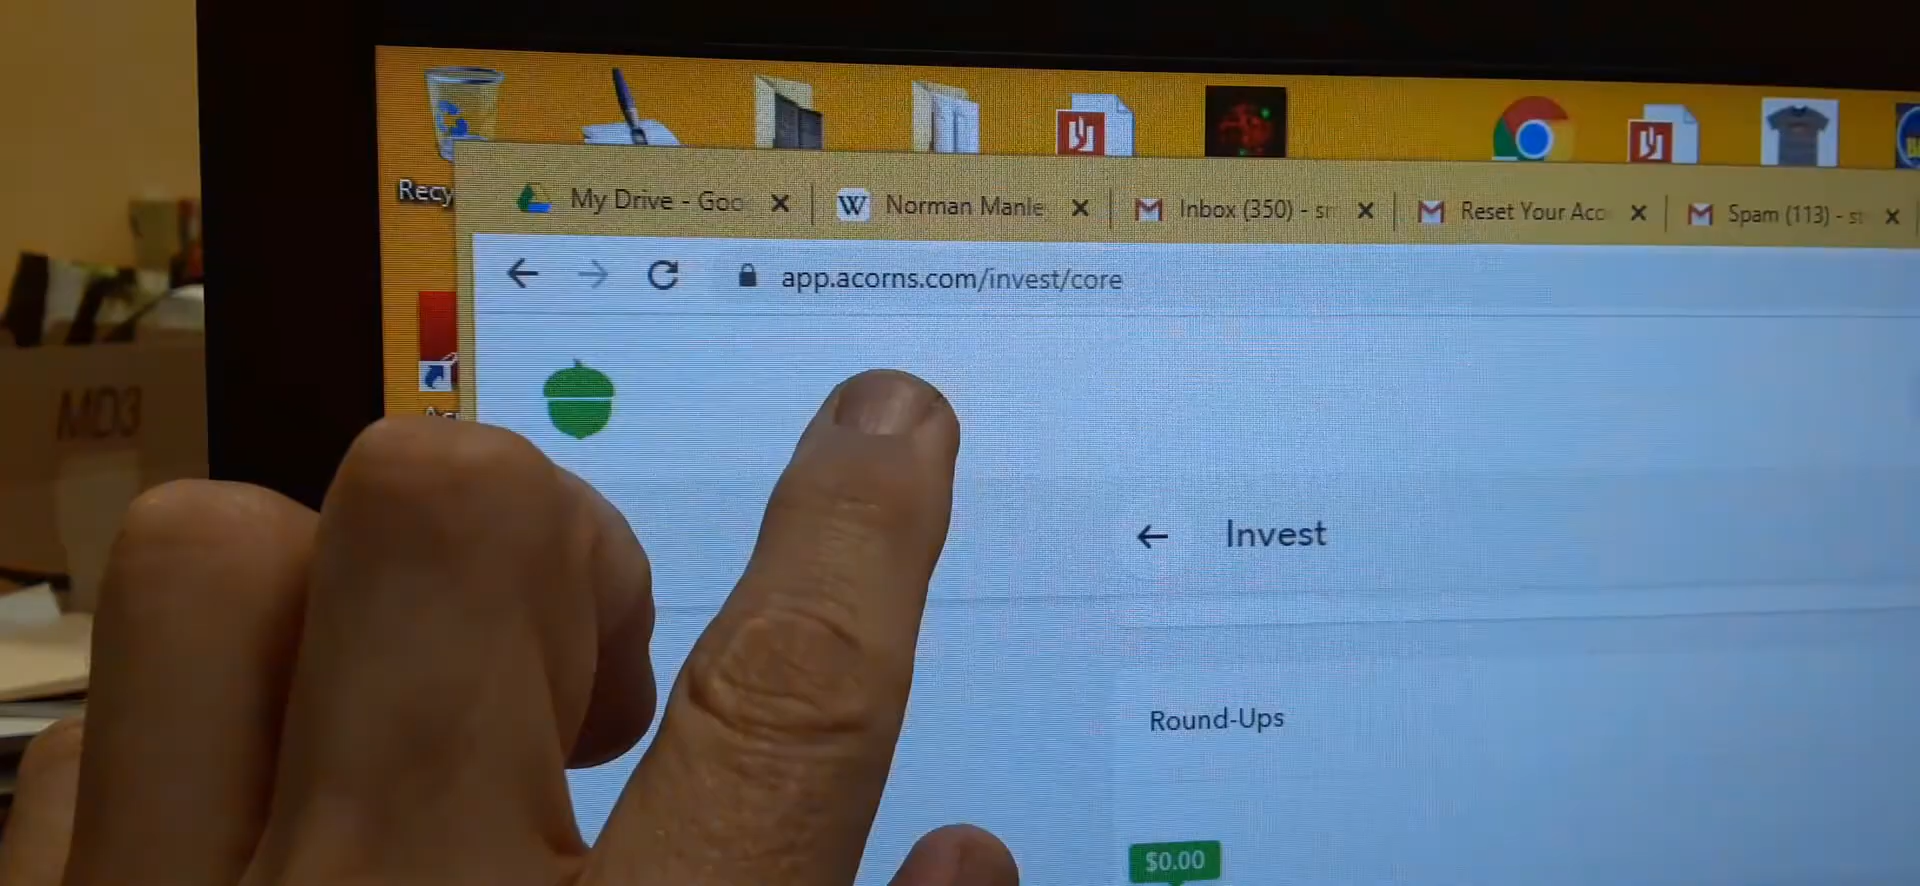 Recy
My Drive - Goo
W Norman Manle
Inbox (350) - sr
Reset Your Acc
Spam (113) - st
app.acorns.com/invest/core
MD3
Invest
Round-Ups
$0.00